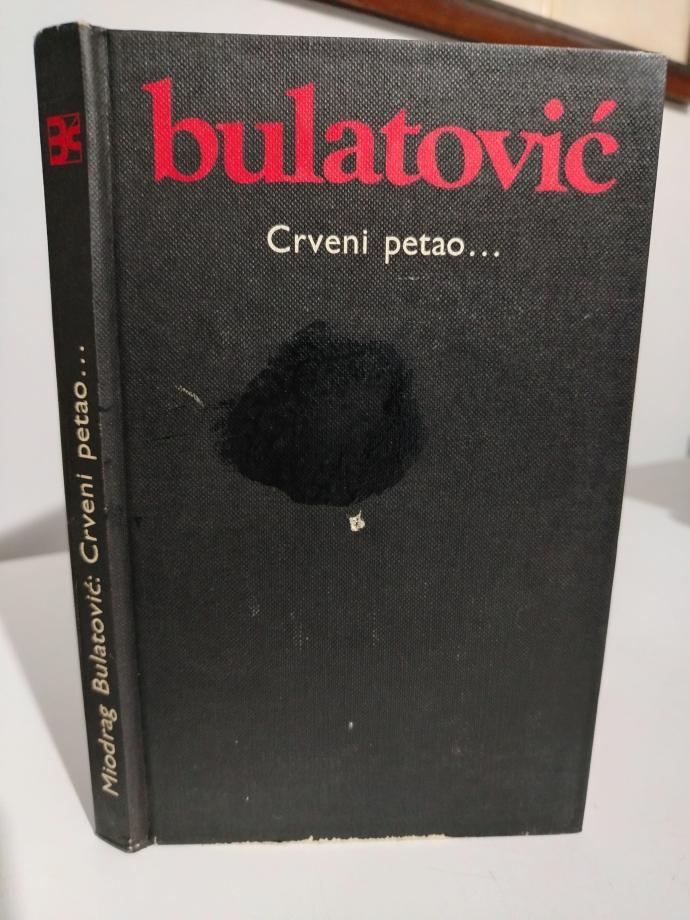 bulatović
Crveni petao...
Miodrag Bulatović: Crveni petao...